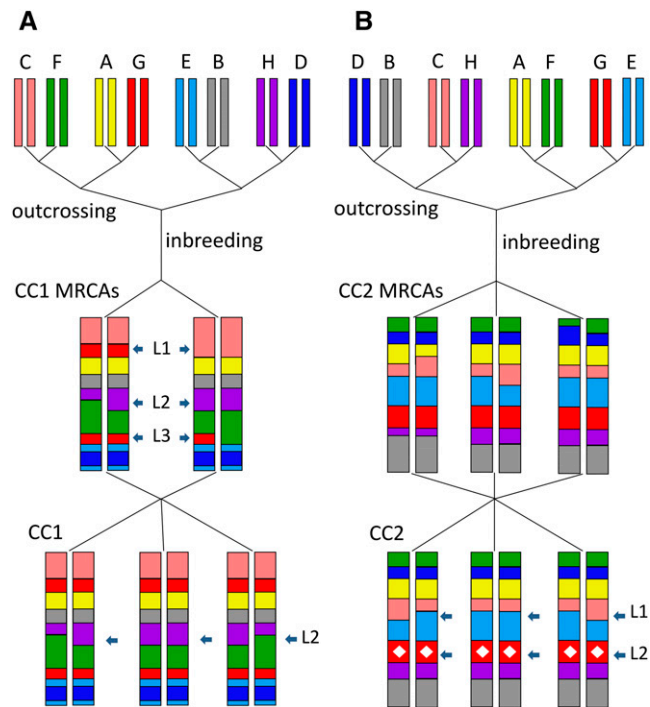 A
B
C F A G E B H D
D B C H A F G E
outcrossing
inbreeding
outcrossing
inbreeding
CC1 MRCAs
CC2 MRCAs
L1
L2
L3
CC1
L2
CC2
L1
L2